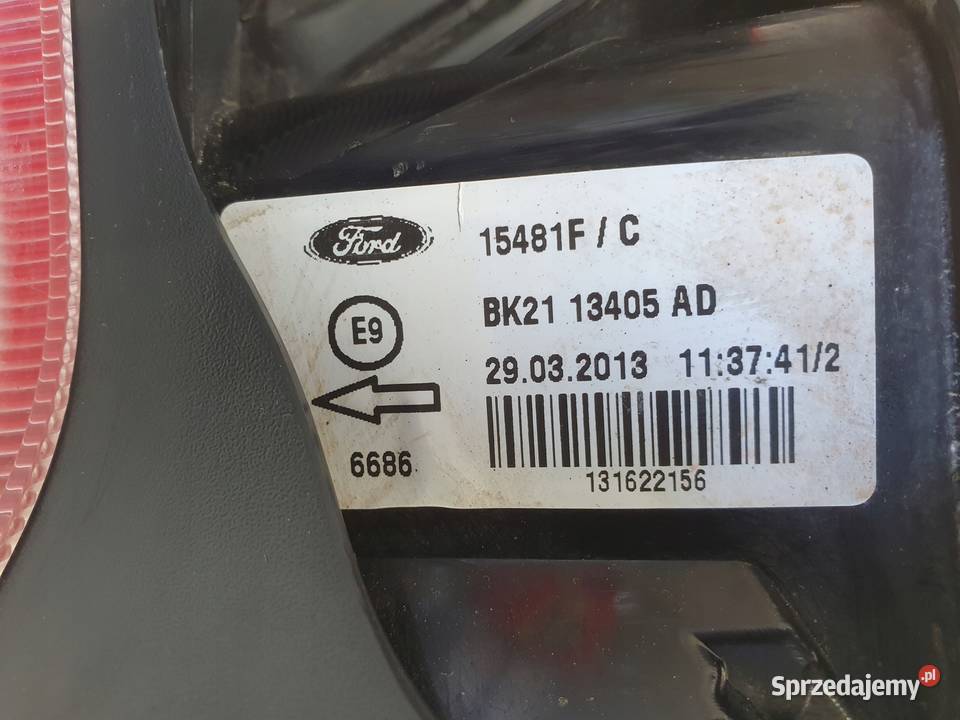 Ford
15481F / C
E9
BK21 13405 AD
29.03.2013 11:37:41/2
6686
131622156
Sprzedajemy.pl